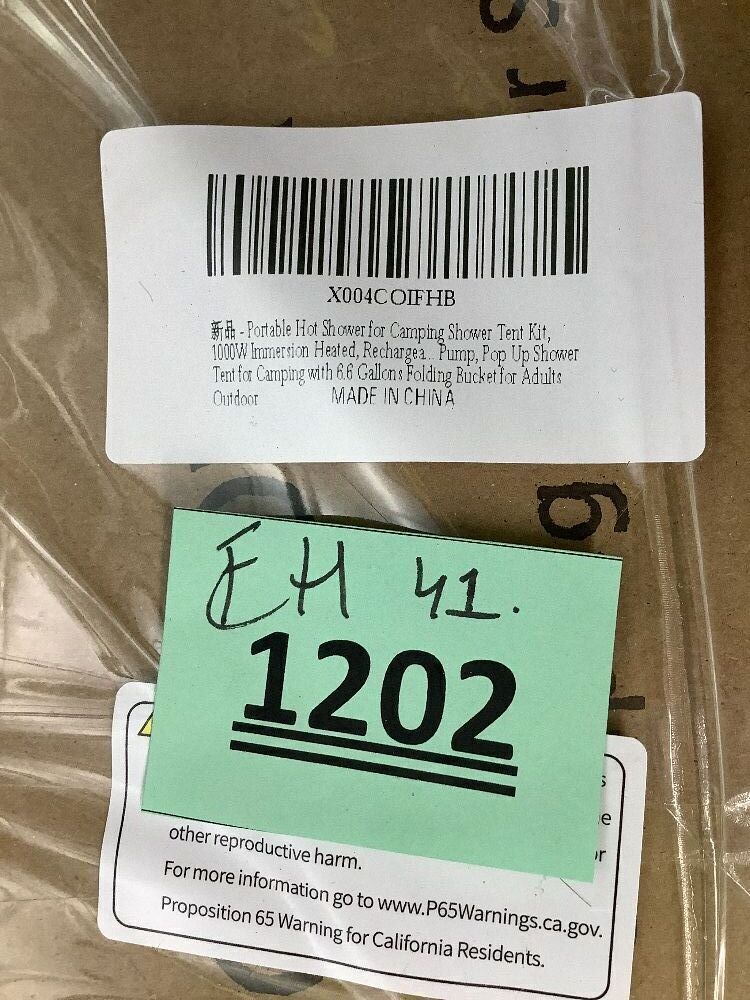 X004COIFHB
新品 - Portable Hot Shower for Camping Shower Tent Kit,
1000W Immersion Heated, Rechargea... Pump, Pop Up Shower
Tent for Camping with 6.6 Gallons Folding Bucket for Adults
Outdoor MADE IN CHINA
EH 41.
1202
other reproductive harm.
For more information go to www.P65Warnings.ca.gov.
Proposition 65 Warning for California Residents.